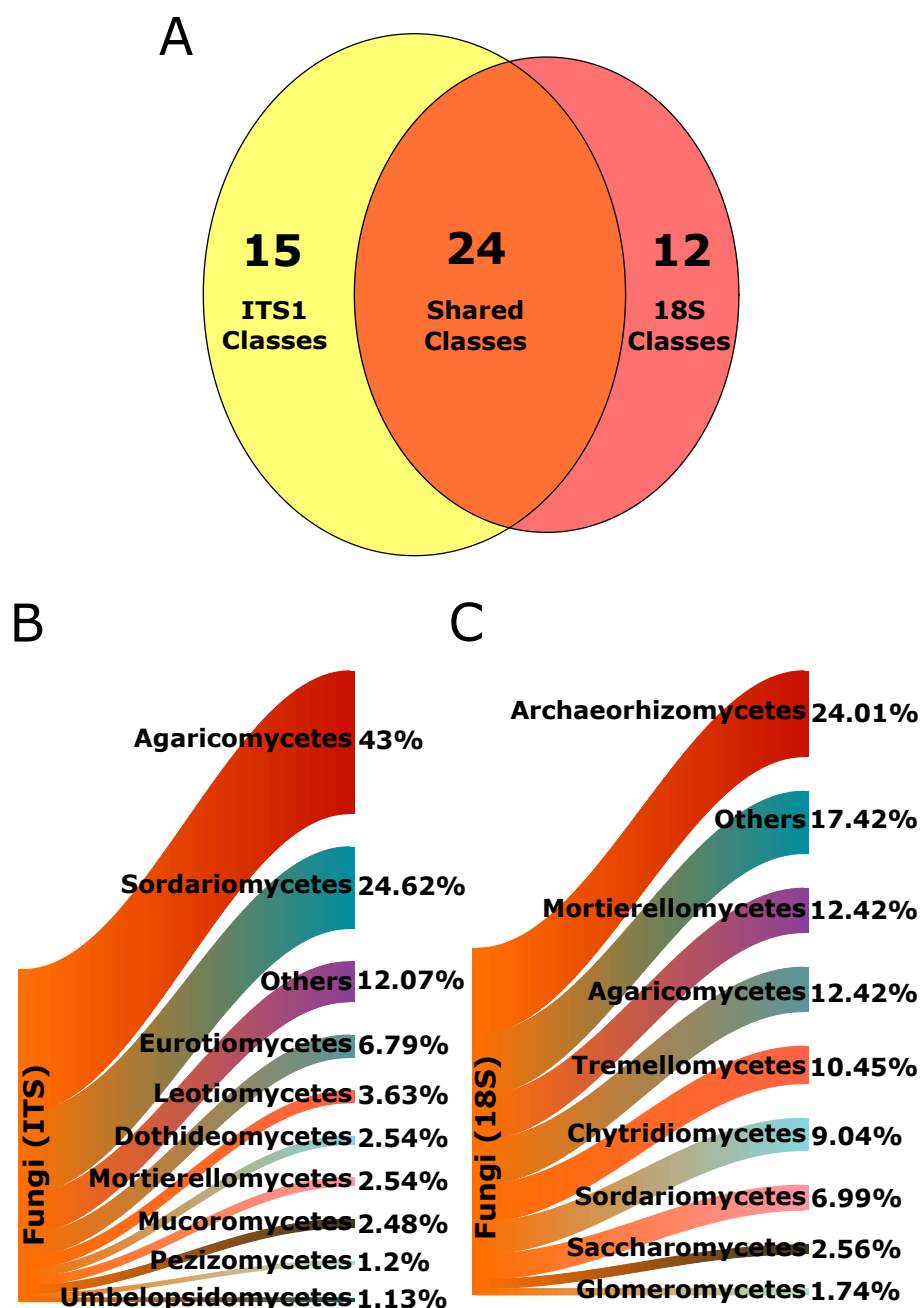 A
15
24
12
ITS1
Classes
Shared
Classes
18S
Classes
B
Fungi (ITS)
Agaricomycetes 43%
Sordariomycetes 24.62%
Others 12.07%
Eurotiomycetes 6.79%
Leotiomycetes 3.63%
Dothideomycetes 2.54%
Mortierellomycetes 2.54%
Mucoromycetes 2.48%
Pezizomycetes 1.2%
Umbelopsidomycetes 1.13%
C
Fungi (18S)
Archaeorhizomycetes 24.01%
Others 17.42%
Mortierellomycetes 12.42%
Agaricomycetes 12.42%
Tremellomycetes 10.45%
Chytridiomycetes 9.04%
Sordariomycetes 6.99%
Saccharomycetes 2.56%
Glomeromycetes 1.74%